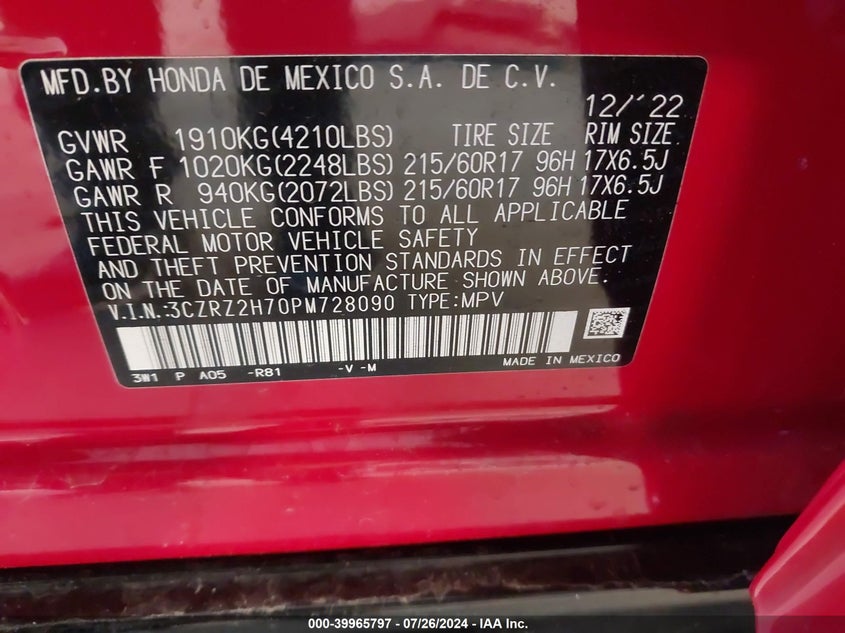 MFD.BY HONDA DE MEXICO S.A. DE C.V.
12/'22
GVWR 1910KG(4210LBS) TIRE SIZE RIM SIZE
GAWR F 1020KG(2248LBS) 215/60R17 96H 17X6.5J
GAWR R 940KG(2072LBS) 215/60R17 96H 17X6.5J
THIS VEHICLE CONFORMS TO ALL APPLICABLE
FEDERAL MOTOR VEHICLE SAFETY
AND THEFT PREVENTION STANDARDS IN EFFECT
ON THE DATE OF MANUFACTURE SHOWN ABOVE.
V.I.N.:3CZRZ2H70PM728090 TYPE:MPV
3W1 P A05 -R81 -V -M MADE IN MEXICO
000-39965797 - 07/26/2024 - IAA Inc.